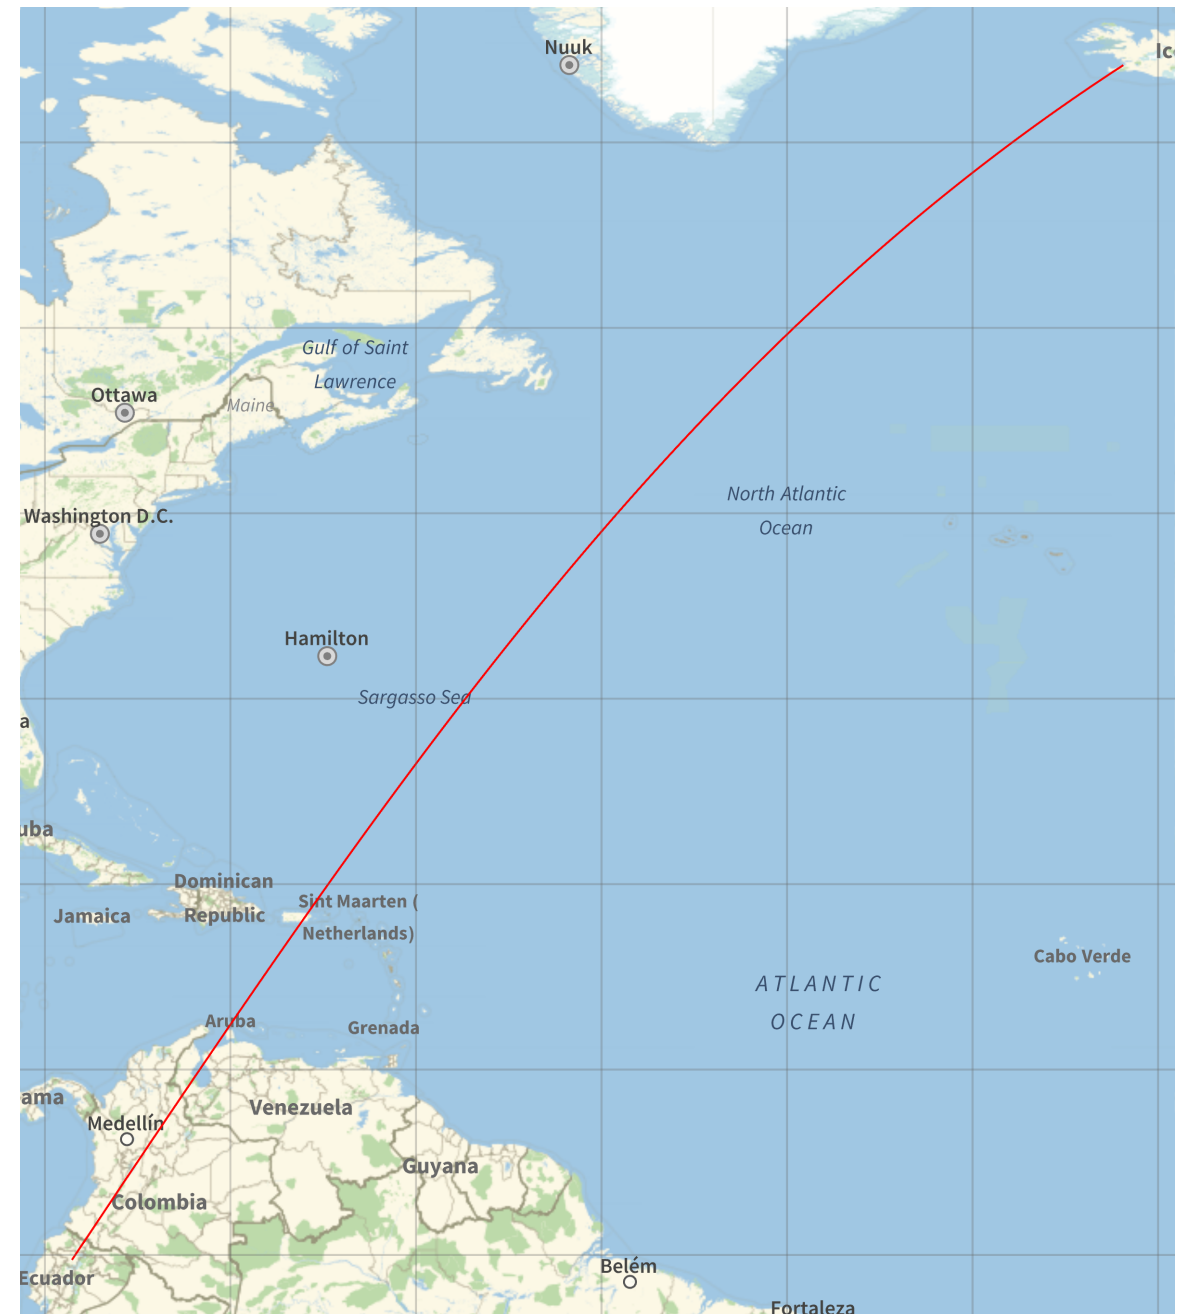 Nuuk
Ic
Gulf of Saint
Lawrence
Ottawa
Maine
North Atlantic
Ocean
Washington D.C.
Hamilton
Sargasso Sea
a
uba
Dominican
Republic
Jamaica
Sint Maarten (
Netherlands)
Cabo Verde
ATLANTIC
OCEAN
Aruba
Grenada
ama
Venezuela
Medellín
Guyana
Colombia
Belém
Ecuador
Fortaleza